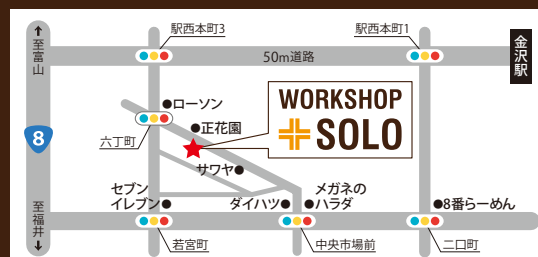 至富山
駅西本町3
駅西本町1
50m道路
金沢駅
ローソン
正花園
六丁町
サワヤ
WORKSHOP
SOLO
8
セブン
イレブン
ダイハツ
メガネの
ハラダ
8番らーめん
至福井
若宮町
中央市場前
二口町